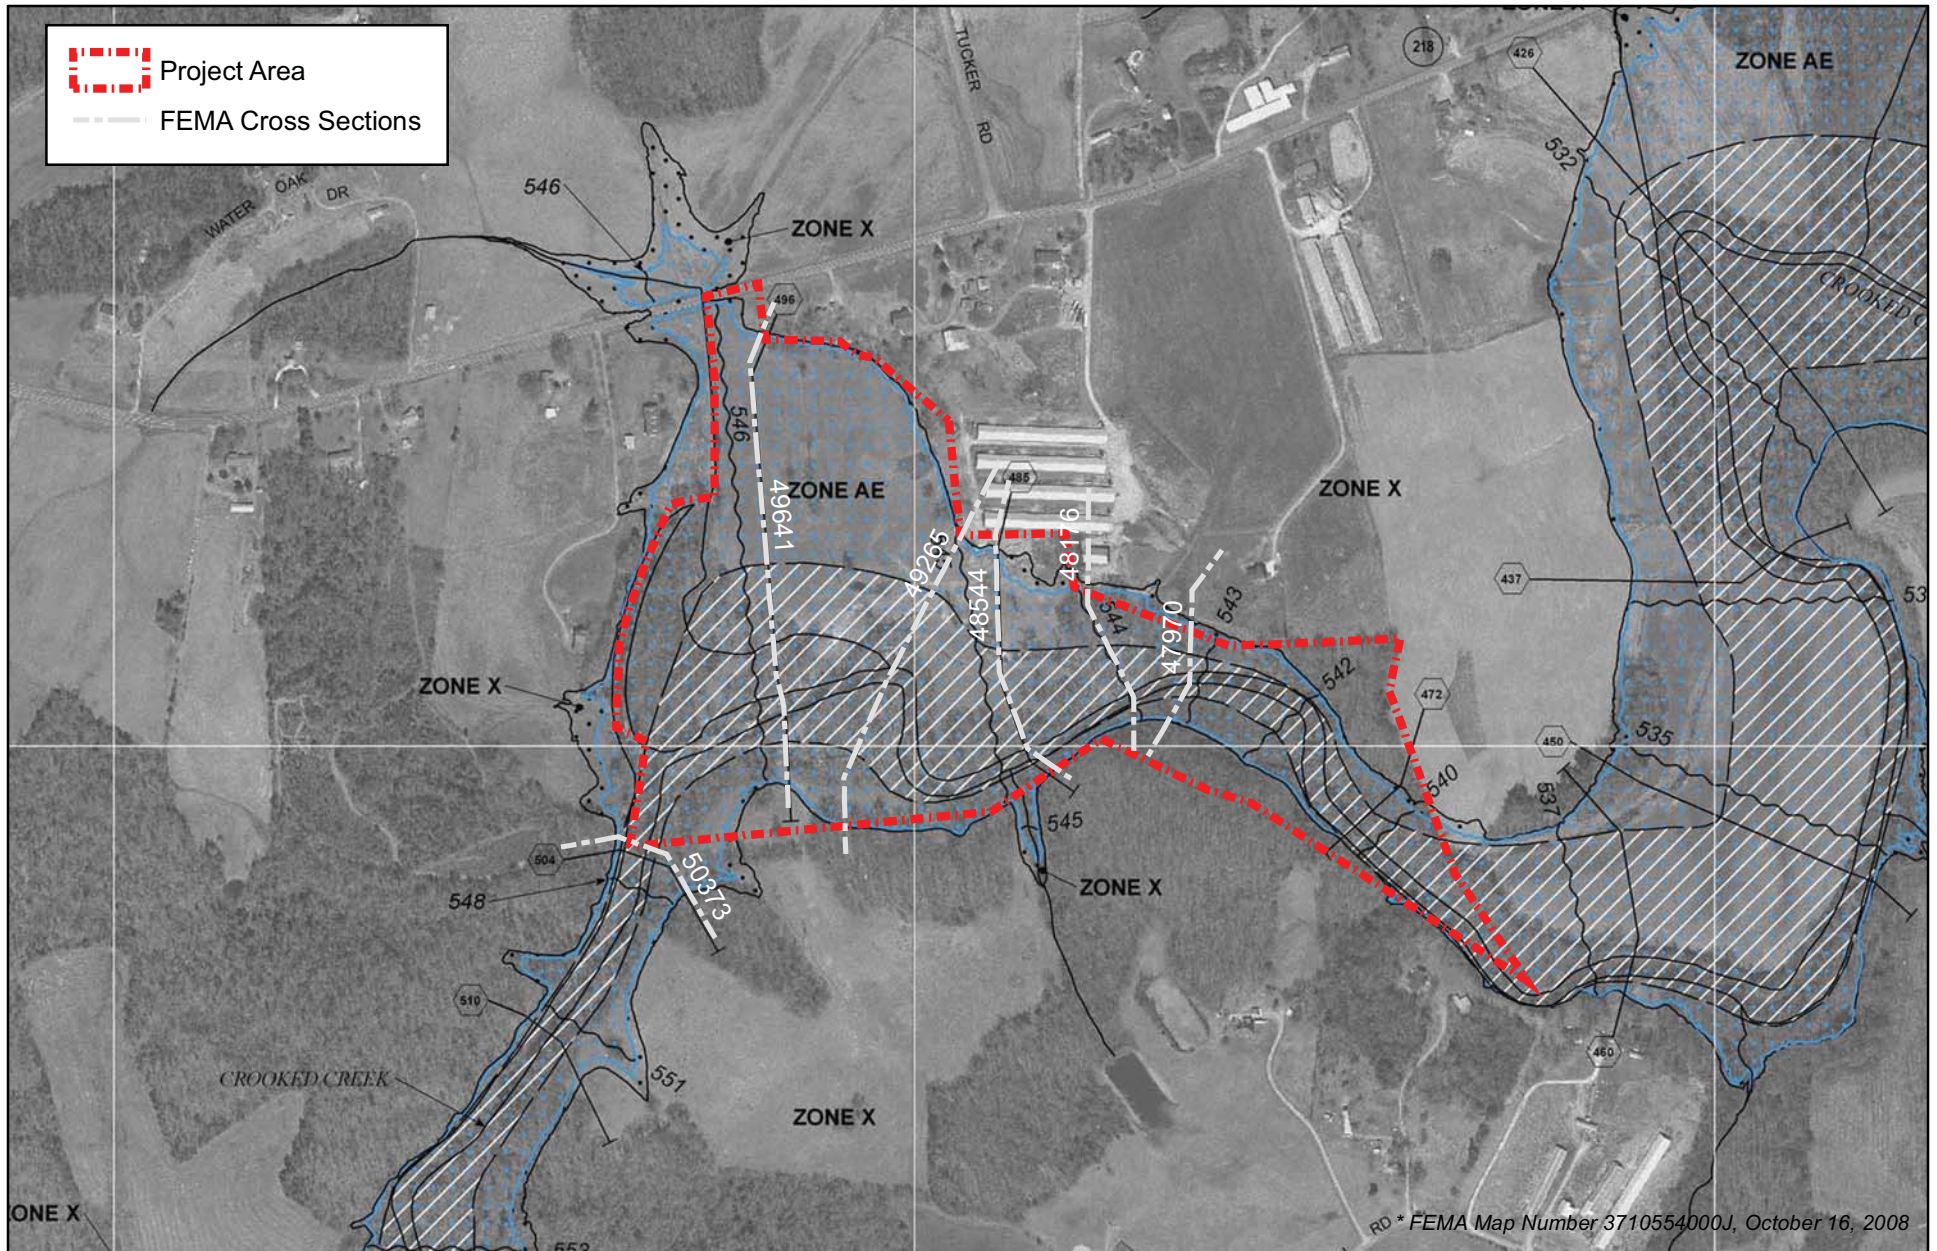 Project Area
FEMA Cross Sections
TUCKER RD
218
426
ZONE AE
532
OAK
WATER
DR
546
ZONE X
496
CROOKED C
546
49641
ZONE AE
485
49265
48544
48176
ZONE X
437
53
544
47970
543
542
ZONE X
472
450
535
540
537
545
504
548
50373
ZONE X
510
551
CROOKED CREEK
460
ZONE X
ONE X
RD
* FEMA Map Number 3710554000J, October 16, 2008